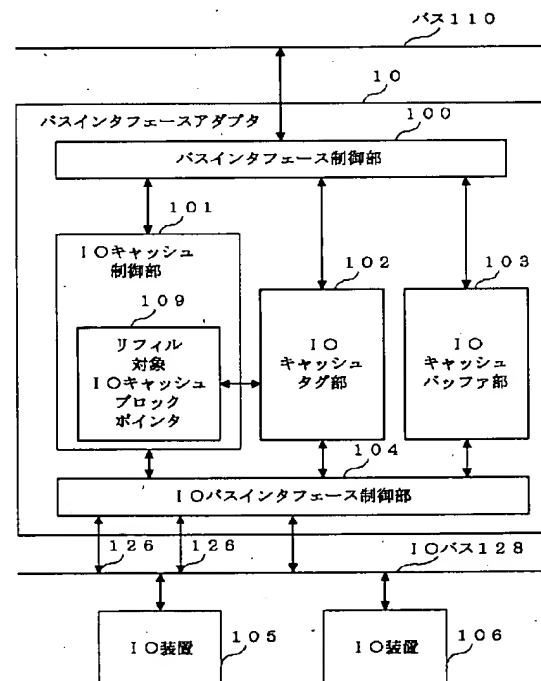 バス110
10
バスインタフェースアダプタ
100
バスインタフェース制御部
101
IOキャッシュ
制御部
102
103
109
リフィル
対象
IOキャッシュ
ブロック
ポインタ
IO
キャッシュ
タグ部
IO
キャッシュ
バッファ部
104
IOバスインタフェース制御部
126
126
IOバス128
IO装置
105
IO装置
106